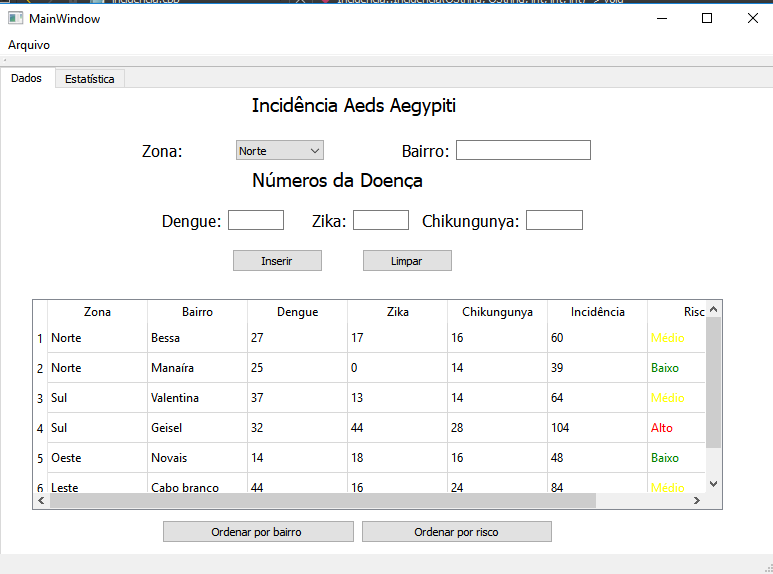 MainWindow
Arquivo
Dados Estatística
Incidência Aeds Aegypiti
Zona: Norte Bairro:
Números da Doença
Dengue: Zika: Chikungunya:
Inserir Limpar
Zona Bairro Dengue Zika Chikungunya Incidência
1 Norte Bessa 27 17 16 60 Médio
2 Norte Manaíra 25 0 14 39 Baixo
3 Sul Valentina 37 13 14 64 Médio
4 Sul Geisel 32 44 28 104 Alto
5 Oeste Novais 14 18 16 48 Baixo
6 Leste Cabo branco 44 16 24 84 Médio
Ordenar por bairro Ordenar por risco